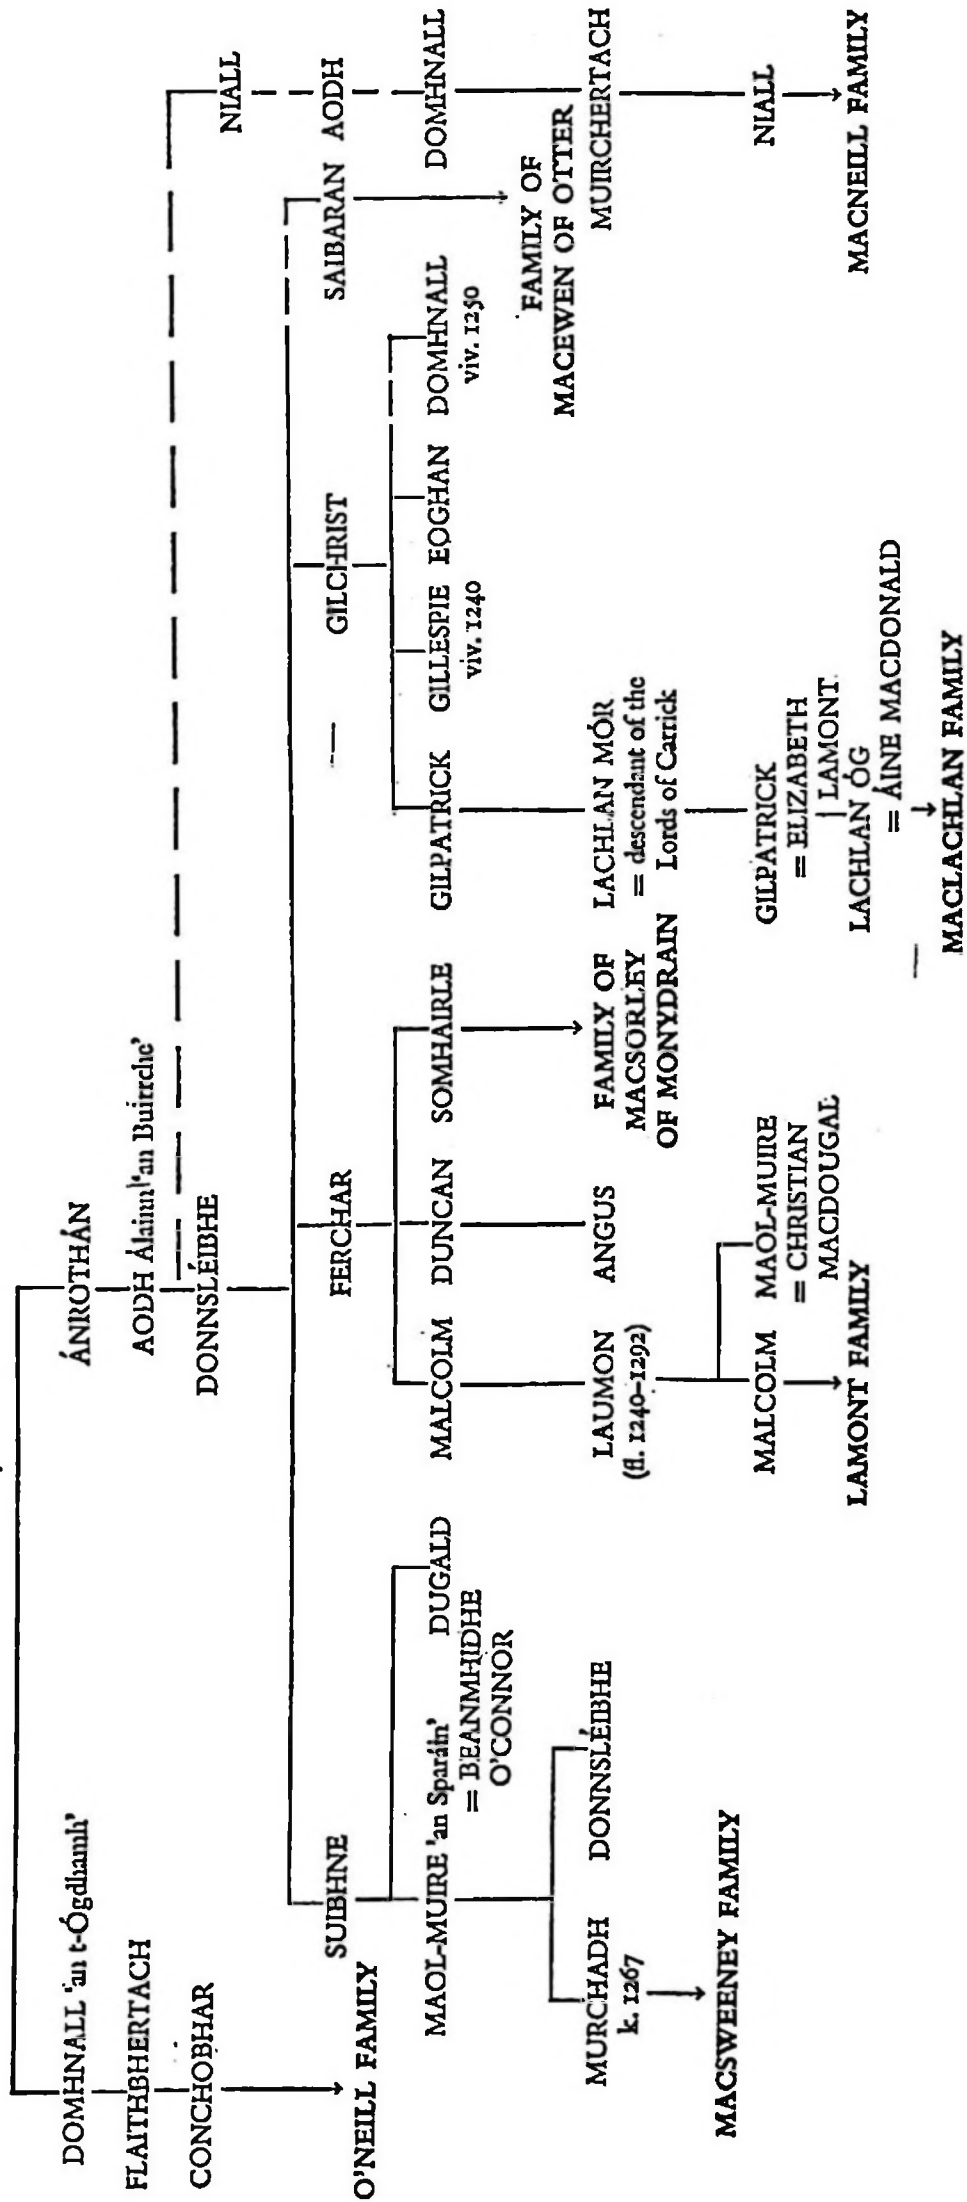 DOMHNALL 'an t-Ógdhamh'
FLAITHBHERTACH
CONCHOBHAR
O'NEILL FAMILY
ÁNROTHÁN
AODH Álainn 'an Buirrche'
DONNSLÉIBHE
SUIBHNE
MAOL-MUIRE 'an Sparáin'
= BEANMHIDHE
O'CONNOR
DUGALD
MURCHADH
k. 1267
DONNSLÉIBHE
MACSWEENEY FAMILY
FERCHAR
MALCOLM
DUNCAN
SOMHAIRLE
LAUMON
(fl. 1240–1292)
ANGUS
FAMILY OF
MACSORLEY
OF MONYDRAIN
MALCOLM
MAOL-MUIRE
= CHRISTIAN
MACDOUGAL
LAMONT FAMILY
GILCHRIST
GILPATRICK
GILLESPIE
viv. 1240
EOGHAN
DOMHNALL
viv. 1250
LACHLAN MÓR
= descendant of the
Lords of Carrick
GILPATRICK
= ELIZABETH
LAMONT
LACHLAN ÓG
= ÁINE MACDONALD
MACLACHLAN FAMILY
SAIBARAN
FAMILY OF
MACEWEN OF OTTER
NIALL
AODH
DOMHNALL
MUIRCHERTACH
NIALL
MACNEILL FAMILY